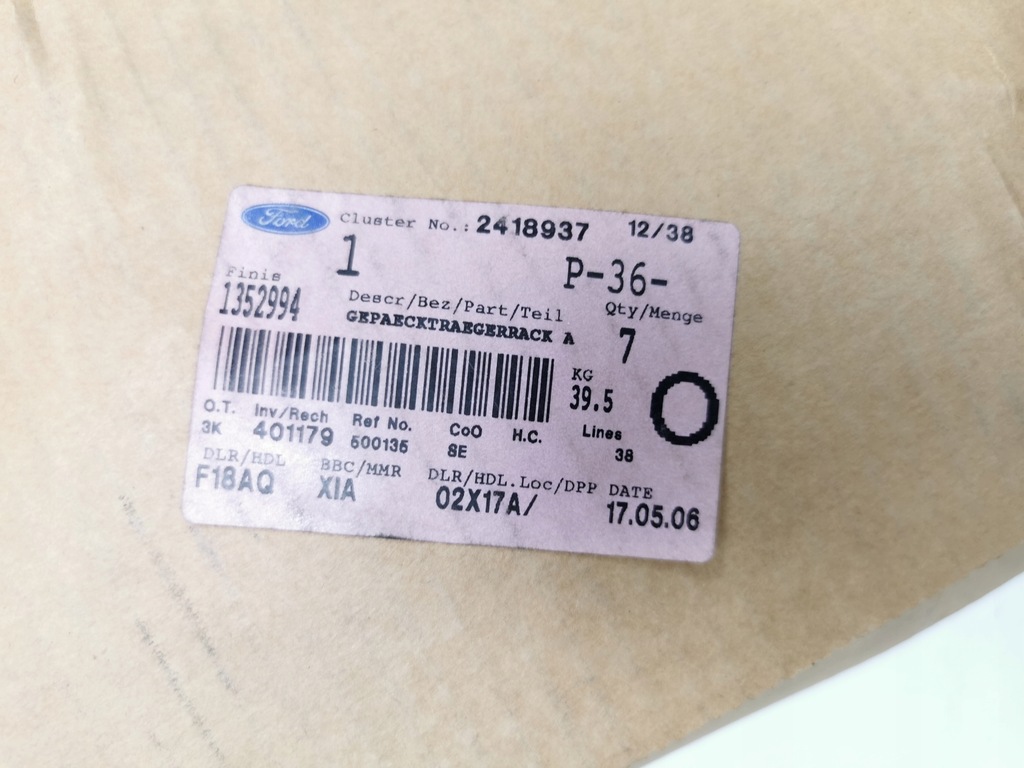 Ford Cluster No.: 2418937 12/38
1 P-36-
Finis Descr/Bez/Part/Teil Qty/Menge
1352994 GEPAECKTRAEGERRACK A 7
KG
39.5
O.T. Inv/Rech Ref No. CoO H.C. Lines
3K 401179 500135 SE 38
DLR/HDL BBC/MMR DLR/HDL.Loc/DPP DATE
F18AQ XIA 02X17A/ 17.05.06